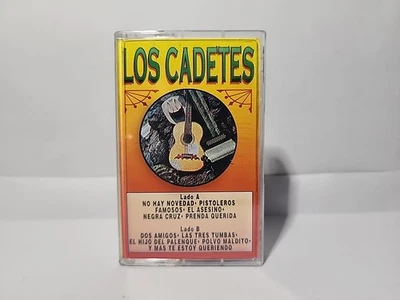 LOS CADETES
Lado A
NO HAY NOVEDAD• PISTOLEROS
FAMOSOS• EL ASESINO•
NEGRA CRUZ• PRENDA QUERIDA
Lado B
DOS AMIGOS• LAS TRES TUMBAS•
EL HIJO DEL PALENQUE• POLVO MALDITO•
Y MAS TE ESTOY QUERIENDO